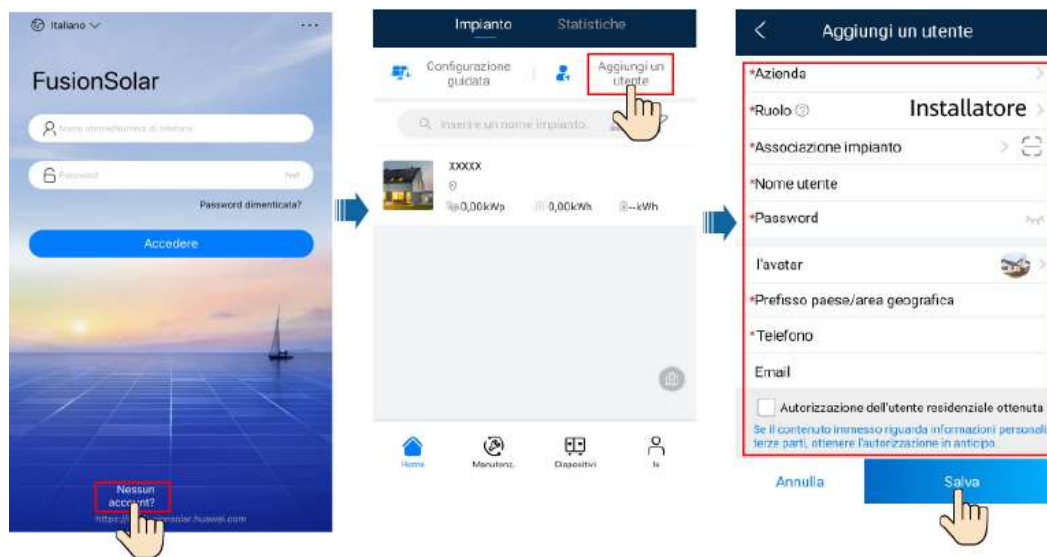 Italiano
FusionSolar
Nome utente/Numero di telefono
Password
Password dimenticata?
Accedere
Nessun
account?
Impianto Statistiche
Configurazione
guidata
Aggiungi un
utente
Inserire un nome impianto.
XXXXX
0,00kWp 0,00kWh --kWh
Home Manutenz. Dispositivi Io
Aggiungi un utente
*Azienda
*Ruolo Installatore
*Associazione impianto
*Nome utente
*Password
l'avatar
*Prefisso paese/area geografica
*Telefono
Email
Autorizzazione dell'utente residenziale ottenuta
Se il contenuto immesso riguarda informazioni personali
terze parti, ottenere l'autorizzazione in anticipo.
Annulla Salva